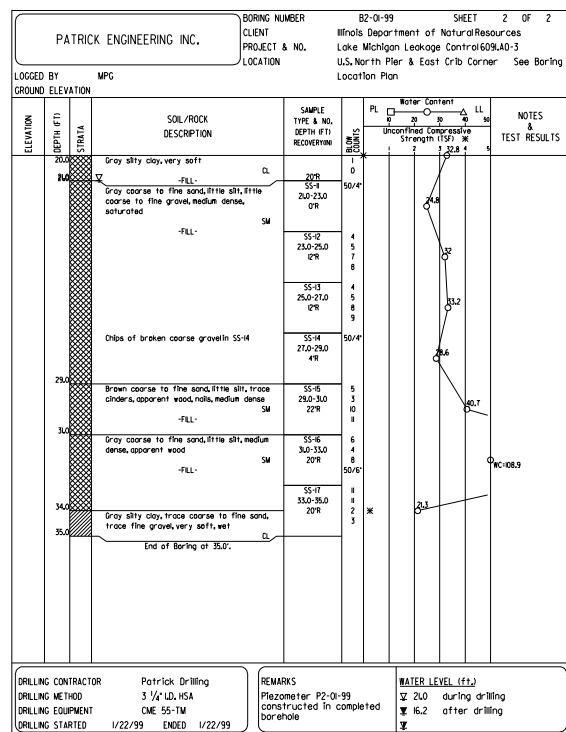 PATRICK ENGINEERING INC.
BORING NUMBER B2-01-99 SHEET 2 OF 2
CLIENT Illinois Department of Natural Resources
PROJECT & NO. Lake Michigan Leakage Control 6091.A0-3
LOCATION U.S. North Pier & East Crib Corner See Boring
Location Plan
LOGGED BY MPG
GROUND ELEVATION
ELEVATION
DEPTH (FT)
STRATA
SOIL/ROCK
DESCRIPTION
SAMPLE
TYPE & NO.
DEPTH (FT)
RECOVERY(IN)
BLOW
COUNTS
Water Content
PL LL
10 20 30 40 50
Unconfined Compressive
Strength (TSF) ※
1 2 3 4 5
NOTES
&
TEST RESULTS
20.0 Gray silty clay, very soft 1 32.8
CL 0
21.0 -FILL- 20"R
Gray coarse to fine sand, little silt, little SS-11 50/4"
coarse to fine gravel, medium dense, 21.0-23.0 24.8
saturated 0"R
SM
-FILL- SS-12 4
23.0-25.0 5
12"R 7 32
8
SS-13 4
25.0-27.0 5
12"R 8 33.2
9
Chips of broken coarse gravel in SS-14 SS-14 50/4"
27.0-29.0
4"R 28.6
29.0
Brown coarse to fine sand, little silt, trace SS-15 5
cinders, apparent wood, nails, medium dense 29.0-31.0 3
SM 22"R 10 40.7
-FILL- 11
31.0
Gray coarse to fine sand, little silt, medium SS-16 6
dense, apparent wood 31.0-33.0 4
SM 20"R 8
-FILL- 50/6" WC=108.9
SS-17 11
33.0-35.0 11
34.0 20"R 2 ※ 21.3
Gray silty clay, trace coarse to fine sand, 3
trace fine gravel, very soft, wet
35.0 CL
End of Boring at 35.0'.
DRILLING CONTRACTOR Patrick Drilling
DRILLING METHOD 3 1/4" I.D. HSA
DRILLING EQUIPMENT CME 55-TM
DRILLING STARTED 1/22/99 ENDED 1/22/99
REMARKS
Piezometer P2-01-99
constructed in completed
borehole
WATER LEVEL (ft.)
21.0 during drilling
16.2 after drilling